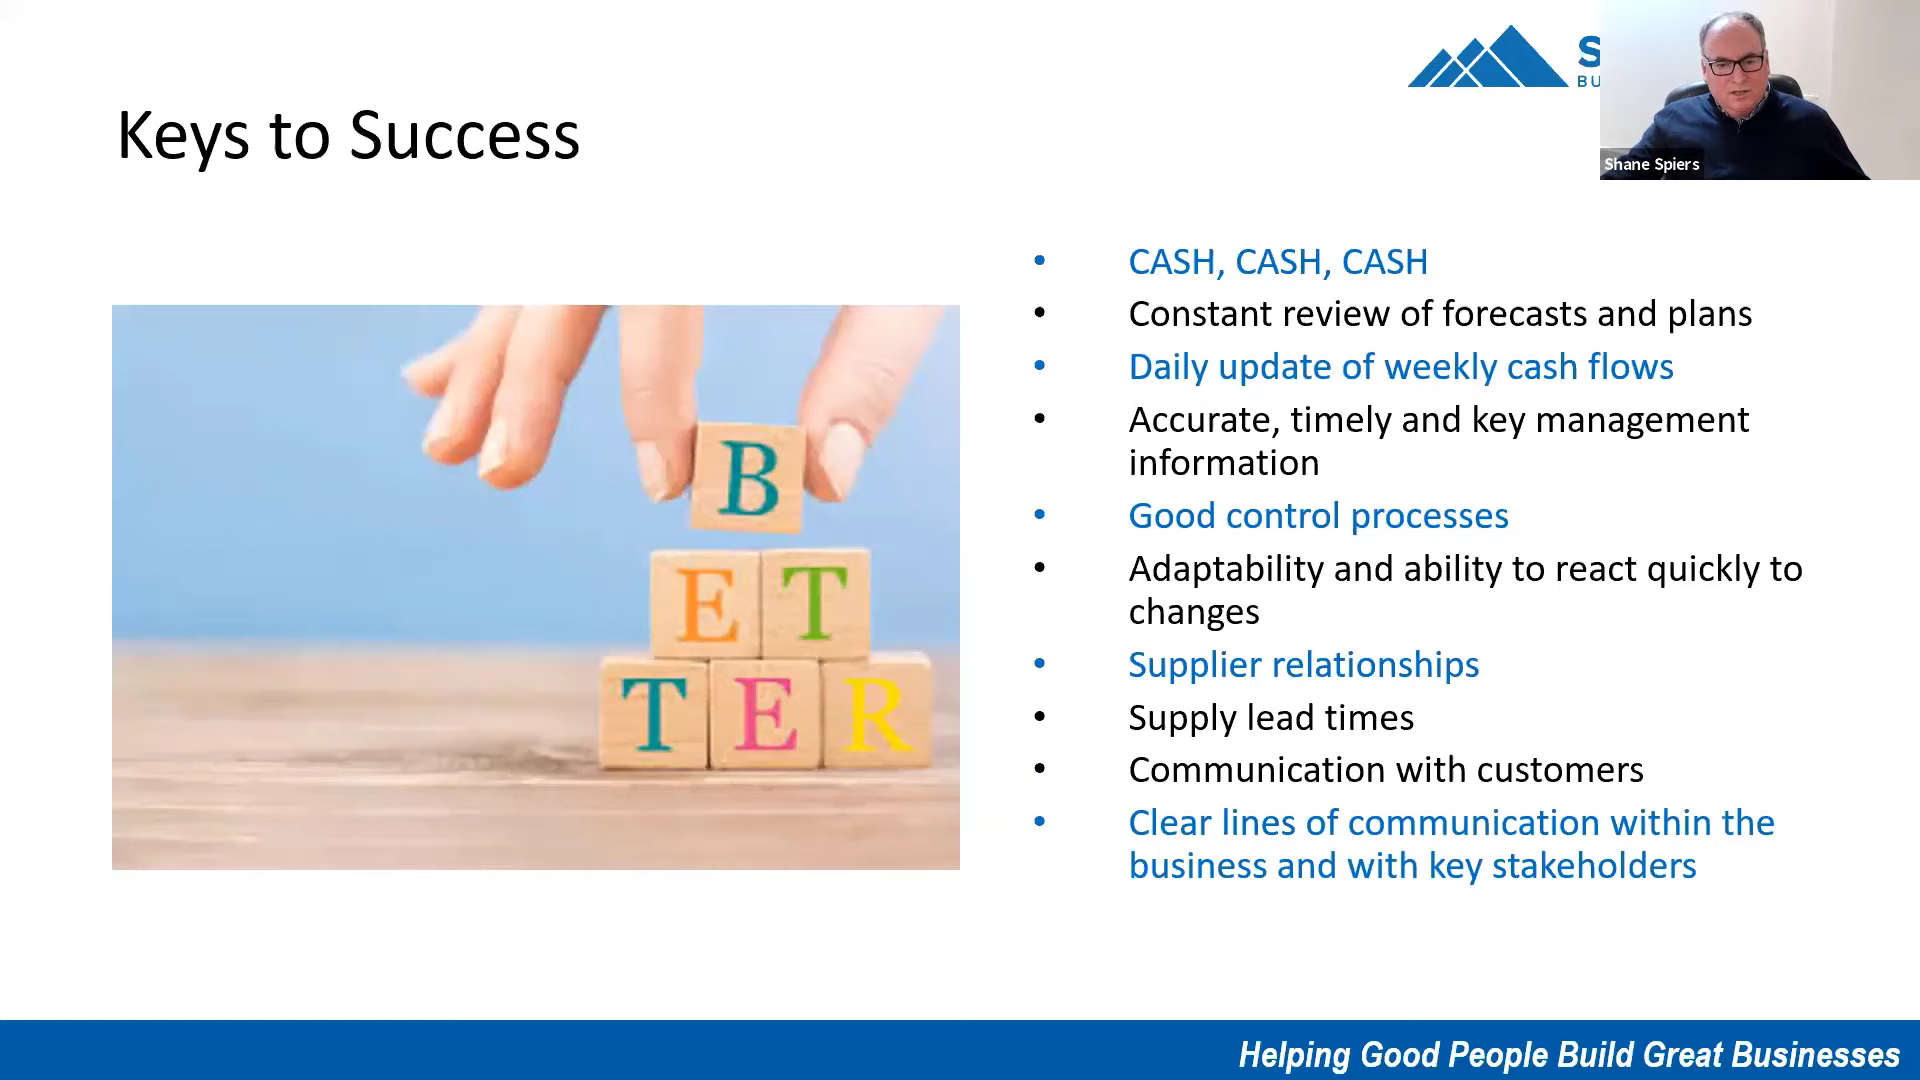 S
BU
Shane Spiers
Keys to Success
B
E T
T E R
• CASH, CASH, CASH
• Constant review of forecasts and plans
• Daily update of weekly cash flows
• Accurate, timely and key management
information
• Good control processes
• Adaptability and ability to react quickly to
changes
• Supplier relationships
• Supply lead times
• Communication with customers
• Clear lines of communication within the
business and with key stakeholders
Helping Good People Build Great Businesses